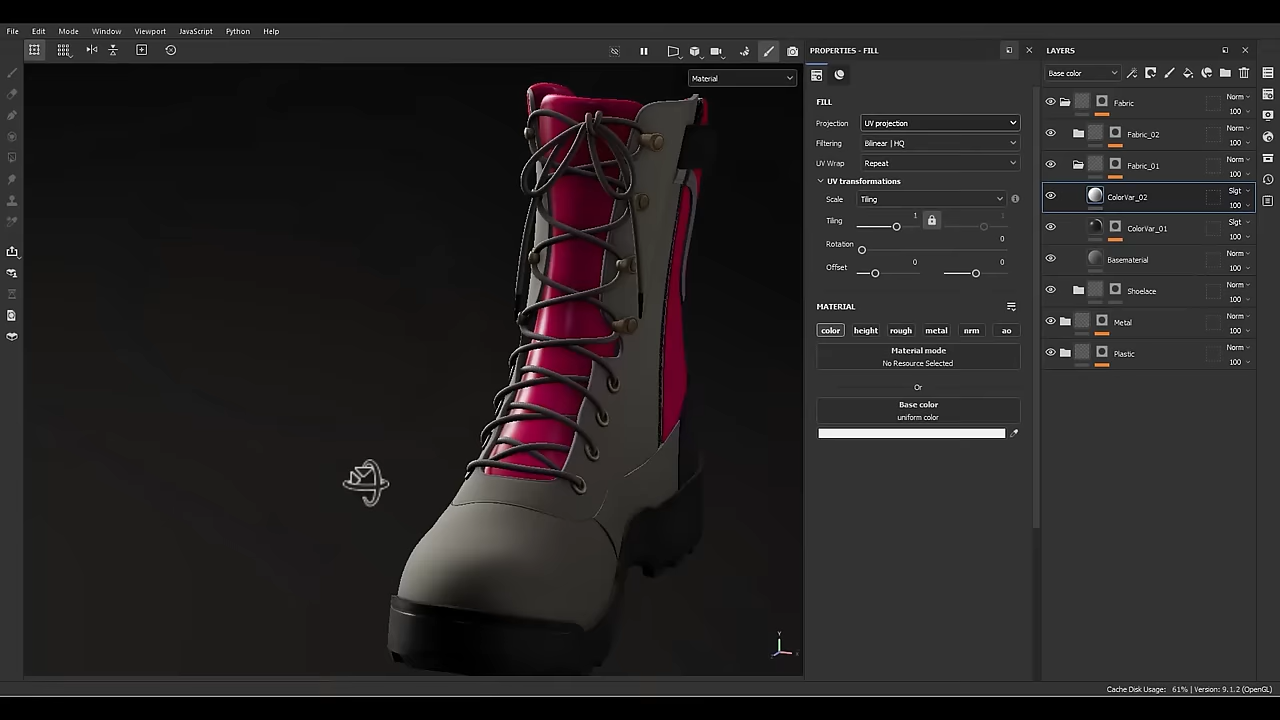 File Edit Mode Window Viewport JavaScript Python Help
Material
PROPERTIES - FILL
FILL
Projection UV projection
Filtering Bilinear | HQ
UV Wrap Repeat
UV transformations
Scale Tiling
Tiling 1 1
Rotation 0
Offset 0 0
MATERIAL
color height rough metal nrm ao
Material mode
No Resource Selected
Or
Base color
uniform color
LAYERS
Base color
Fabric Norm 100
Fabric_02 Norm 100
Fabric_01 Norm 100
ColorVar_02 Slgt 100
ColorVar_01 Slgt 100
Basematerial Norm 100
Shoelace Norm 100
Metal Norm 100
Plastic Norm 100
Y
Cache Disk Usage: 61% | Version: 9.1.2 (OpenGL)